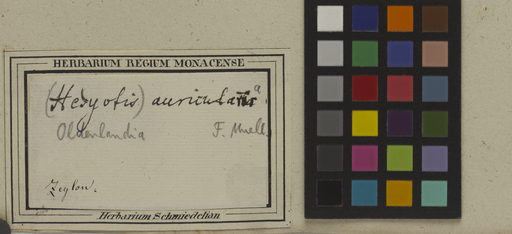 HERBARIUM REGIUM MONACENSE
(Hedyotis) auricularia
Oldenlandia F. Muell.
Zeylon.
Herbarium Schmiedelian